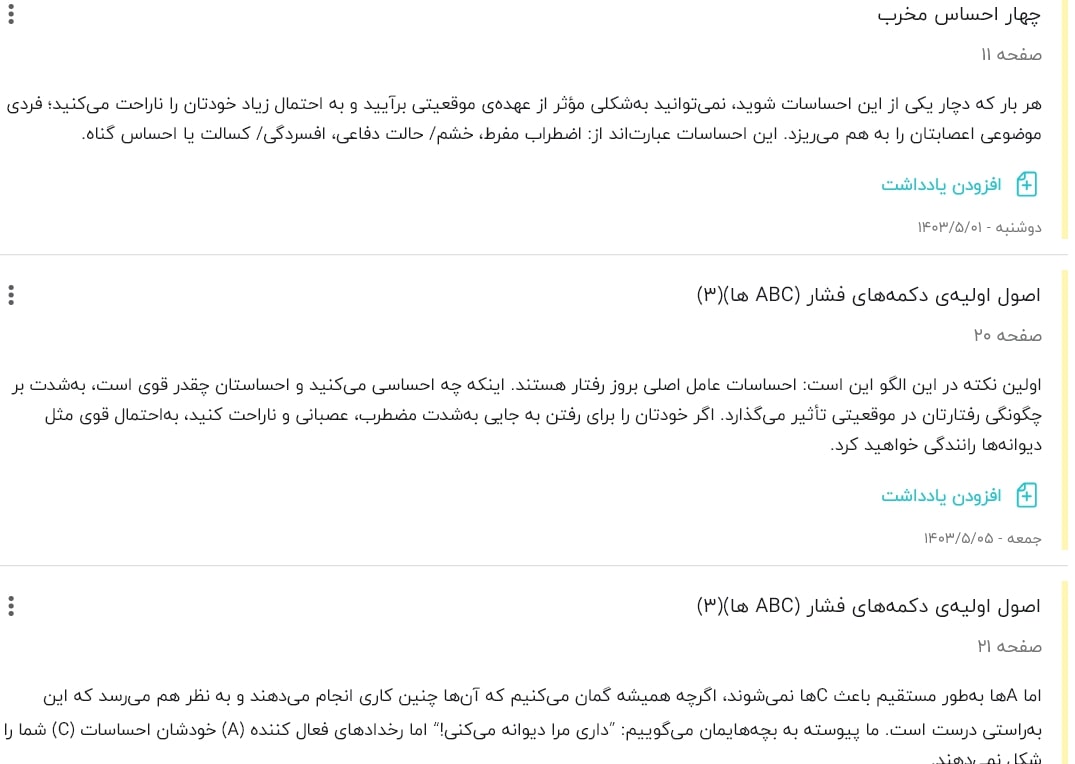 چهار احساس مخرب
صفحه ۱۱
هر بار که دچار یکی از این احساسات شوید، نمی‌توانید به‌شکلی مؤثر از عهده‌ی موقعیتی برآیید و به احتمال زیاد خودتان را ناراحت می‌کنید؛ فردی
موضوعی اعصابتان را به هم می‌ریزد. این احساسات عبارت‌اند از: اضطراب مفرط، خشم/ حالت دفاعی، افسردگی/ کسالت یا احساس گناه.
افزودن یادداشت
دوشنبه - ۱۴۰۳/۵/۰۱
اصول اولیه‌ی دکمه‌های فشار (ABC ها)(۳)
صفحه ۲۰
اولین نکته در این الگو این است: احساسات عامل اصلی بروز رفتار هستند. اینکه چه احساسی می‌کنید و احساستان چقدر قوی است، به‌شدت بر
چگونگی رفتارتان در موقعیتی تأثیر می‌گذارد. اگر خودتان را برای رفتن به جایی به‌شدت مضطرب، عصبانی و ناراحت کنید، به‌احتمال قوی مثل
دیوانه‌ها رانندگی خواهید کرد.
افزودن یادداشت
جمعه - ۱۴۰۳/۵/۰۵
اصول اولیه‌ی دکمه‌های فشار (ABC ها)(۳)
صفحه ۲۱
اما Aها به‌طور مستقیم باعث Cها نمی‌شوند، اگرچه همیشه گمان می‌کنیم که آن‌ها چنین کاری انجام می‌دهند و به نظر هم می‌رسد که این
به‌راستی درست است. ما پیوسته به بچه‌هایمان می‌گوییم: "داری مرا دیوانه می‌کنی!" اما رخدادهای فعال کننده (A) خودشان احساسات (C) شما را
شکل نمی‌دهند.